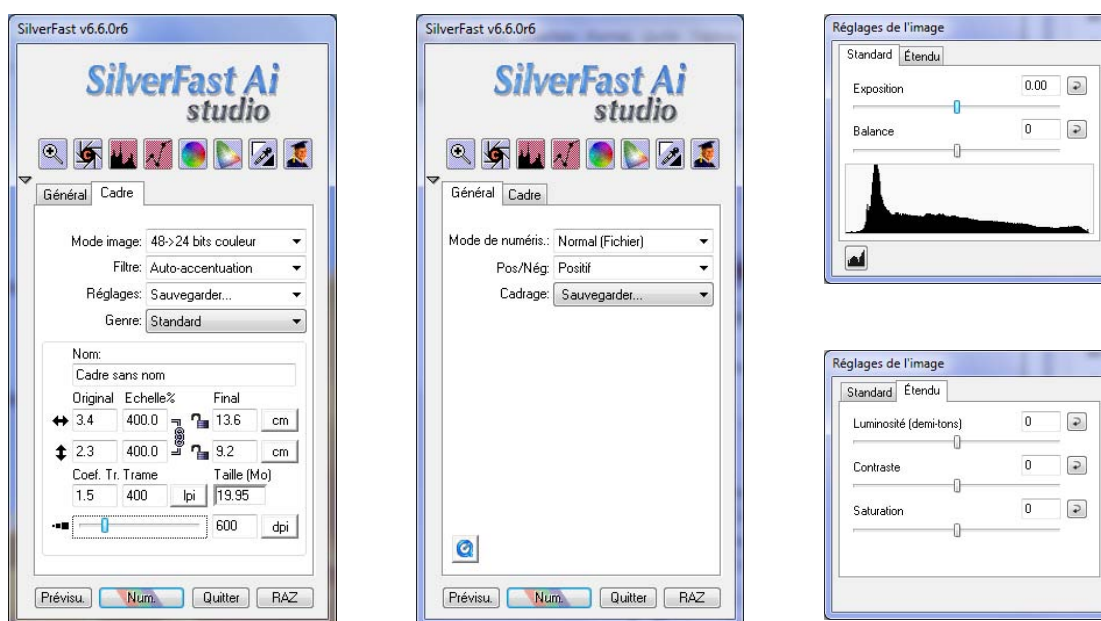 SilverFast v6.6.0r6
SilverFast Ai
studio
Général Cadre
Mode image: 48->24 bits couleur
Filtre: Auto-accentuation
Réglages: Sauvegarder...
Genre: Standard
Nom:
Cadre sans nom
Original Echelle% Final
3.4 400.0 13.6 cm
2.3 400.0 9.2 cm
Coef. Tr. Trame Taille (Mo)
1.5 400 lpi 19.95
600 dpi
Prévisu. Num. Quitter RAZ
SilverFast v6.6.0r6
SilverFast Ai
studio
Général Cadre
Mode de numéris.: Normal (Fichier)
Pos/Nég: Positif
Cadrage: Sauvegarder...
Prévisu. Num. Quitter RAZ
Réglages de l'image
Standard Étendu
Exposition 0.00
Balance 0
Réglages de l'image
Standard Étendu
Luminosité (demi-tons) 0
Contraste 0
Saturation 0